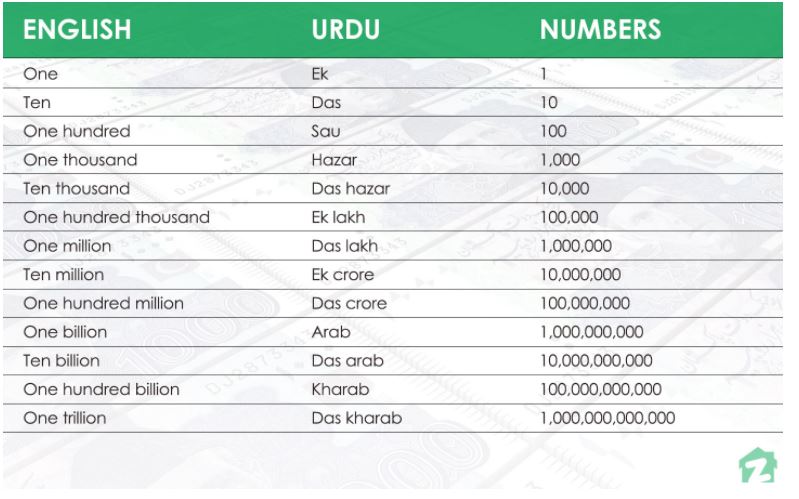 ENGLISH URDU NUMBERS
One Ek 1
Ten Das 10
One hundred Sau 100
One thousand Hazar 1,000
Ten thousand Das hazar 10,000
One hundred thousand Ek lakh 100,000
One million Das lakh 1,000,000
Ten million Ek crore 10,000,000
One hundred million Das crore 100,000,000
One billion Arab 1,000,000,000
Ten billion Das arab 10,000,000,000
One hundred billion Kharab 100,000,000,000
One trillion Das kharab 1,000,000,000,000